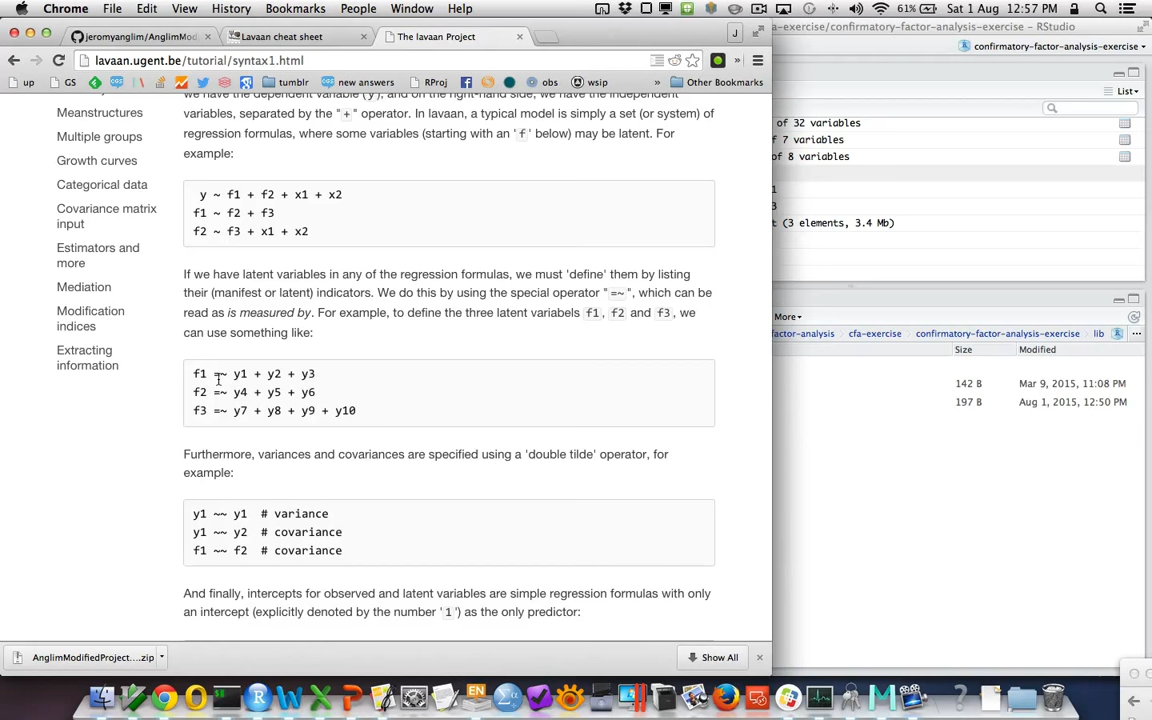 Chrome File Edit View History Bookmarks People Window Help 61% Sat 1 Aug 12:57 PM
jeromyanglim/AnglimMod Lavaan cheat sheet The lavaan Project J
fa-exercise/confirmatory-factor-analysis-exercise - RStudio
confirmatory-factor-analysis-exercise
lavaan.ugent.be/tutorial/syntax1.html
up GS tumblr new answers RProj obs wsip » Other Bookmarks
List
Meanstructures
Multiple groups
Growth curves
Categorical data
Covariance matrix
input
Estimators and
more
Mediation
Modification
indices
Extracting
information
we have the dependent variable (y), and on the right-hand side, we have the independent
variables, separated by the "+" operator. In lavaan, a typical model is simply a set (or system) of
regression formulas, where some variables (starting with an 'f' below) may be latent. For
example:
y ~ f1 + f2 + x1 + x2
f1 ~ f2 + f3
f2 ~ f3 + x1 + x2
If we have latent variables in any of the regression formulas, we must 'define' them by listing
their (manifest or latent) indicators. We do this by using the special operator "=~", which can be
read as is measured by. For example, to define the three latent variabels f1, f2 and f3, we
can use something like:
f1 =~ y1 + y2 + y3
f2 =~ y4 + y5 + y6
f3 =~ y7 + y8 + y9 + y10
Furthermore, variances and covariances are specified using a 'double tilde' operator, for
example:
y1 ~~ y1 # variance
y1 ~~ y2 # covariance
f1 ~~ f2 # covariance
And finally, intercepts for observed and latent variables are simple regression formulas with only
an intercept (explicitly denoted by the number '1') as the only predictor:
of 32 variables
of 7 variables
of 8 variables
1
3
t (3 elements, 3.4 Mb)
More
factor-analysis cfa-exercise confirmatory-factor-analysis-exercise lib ...
Size Modified
142 B Mar 9, 2015, 11:08 PM
197 B Aug 1, 2015, 12:50 PM
AnglimModifiedProject....zip Show All
EN